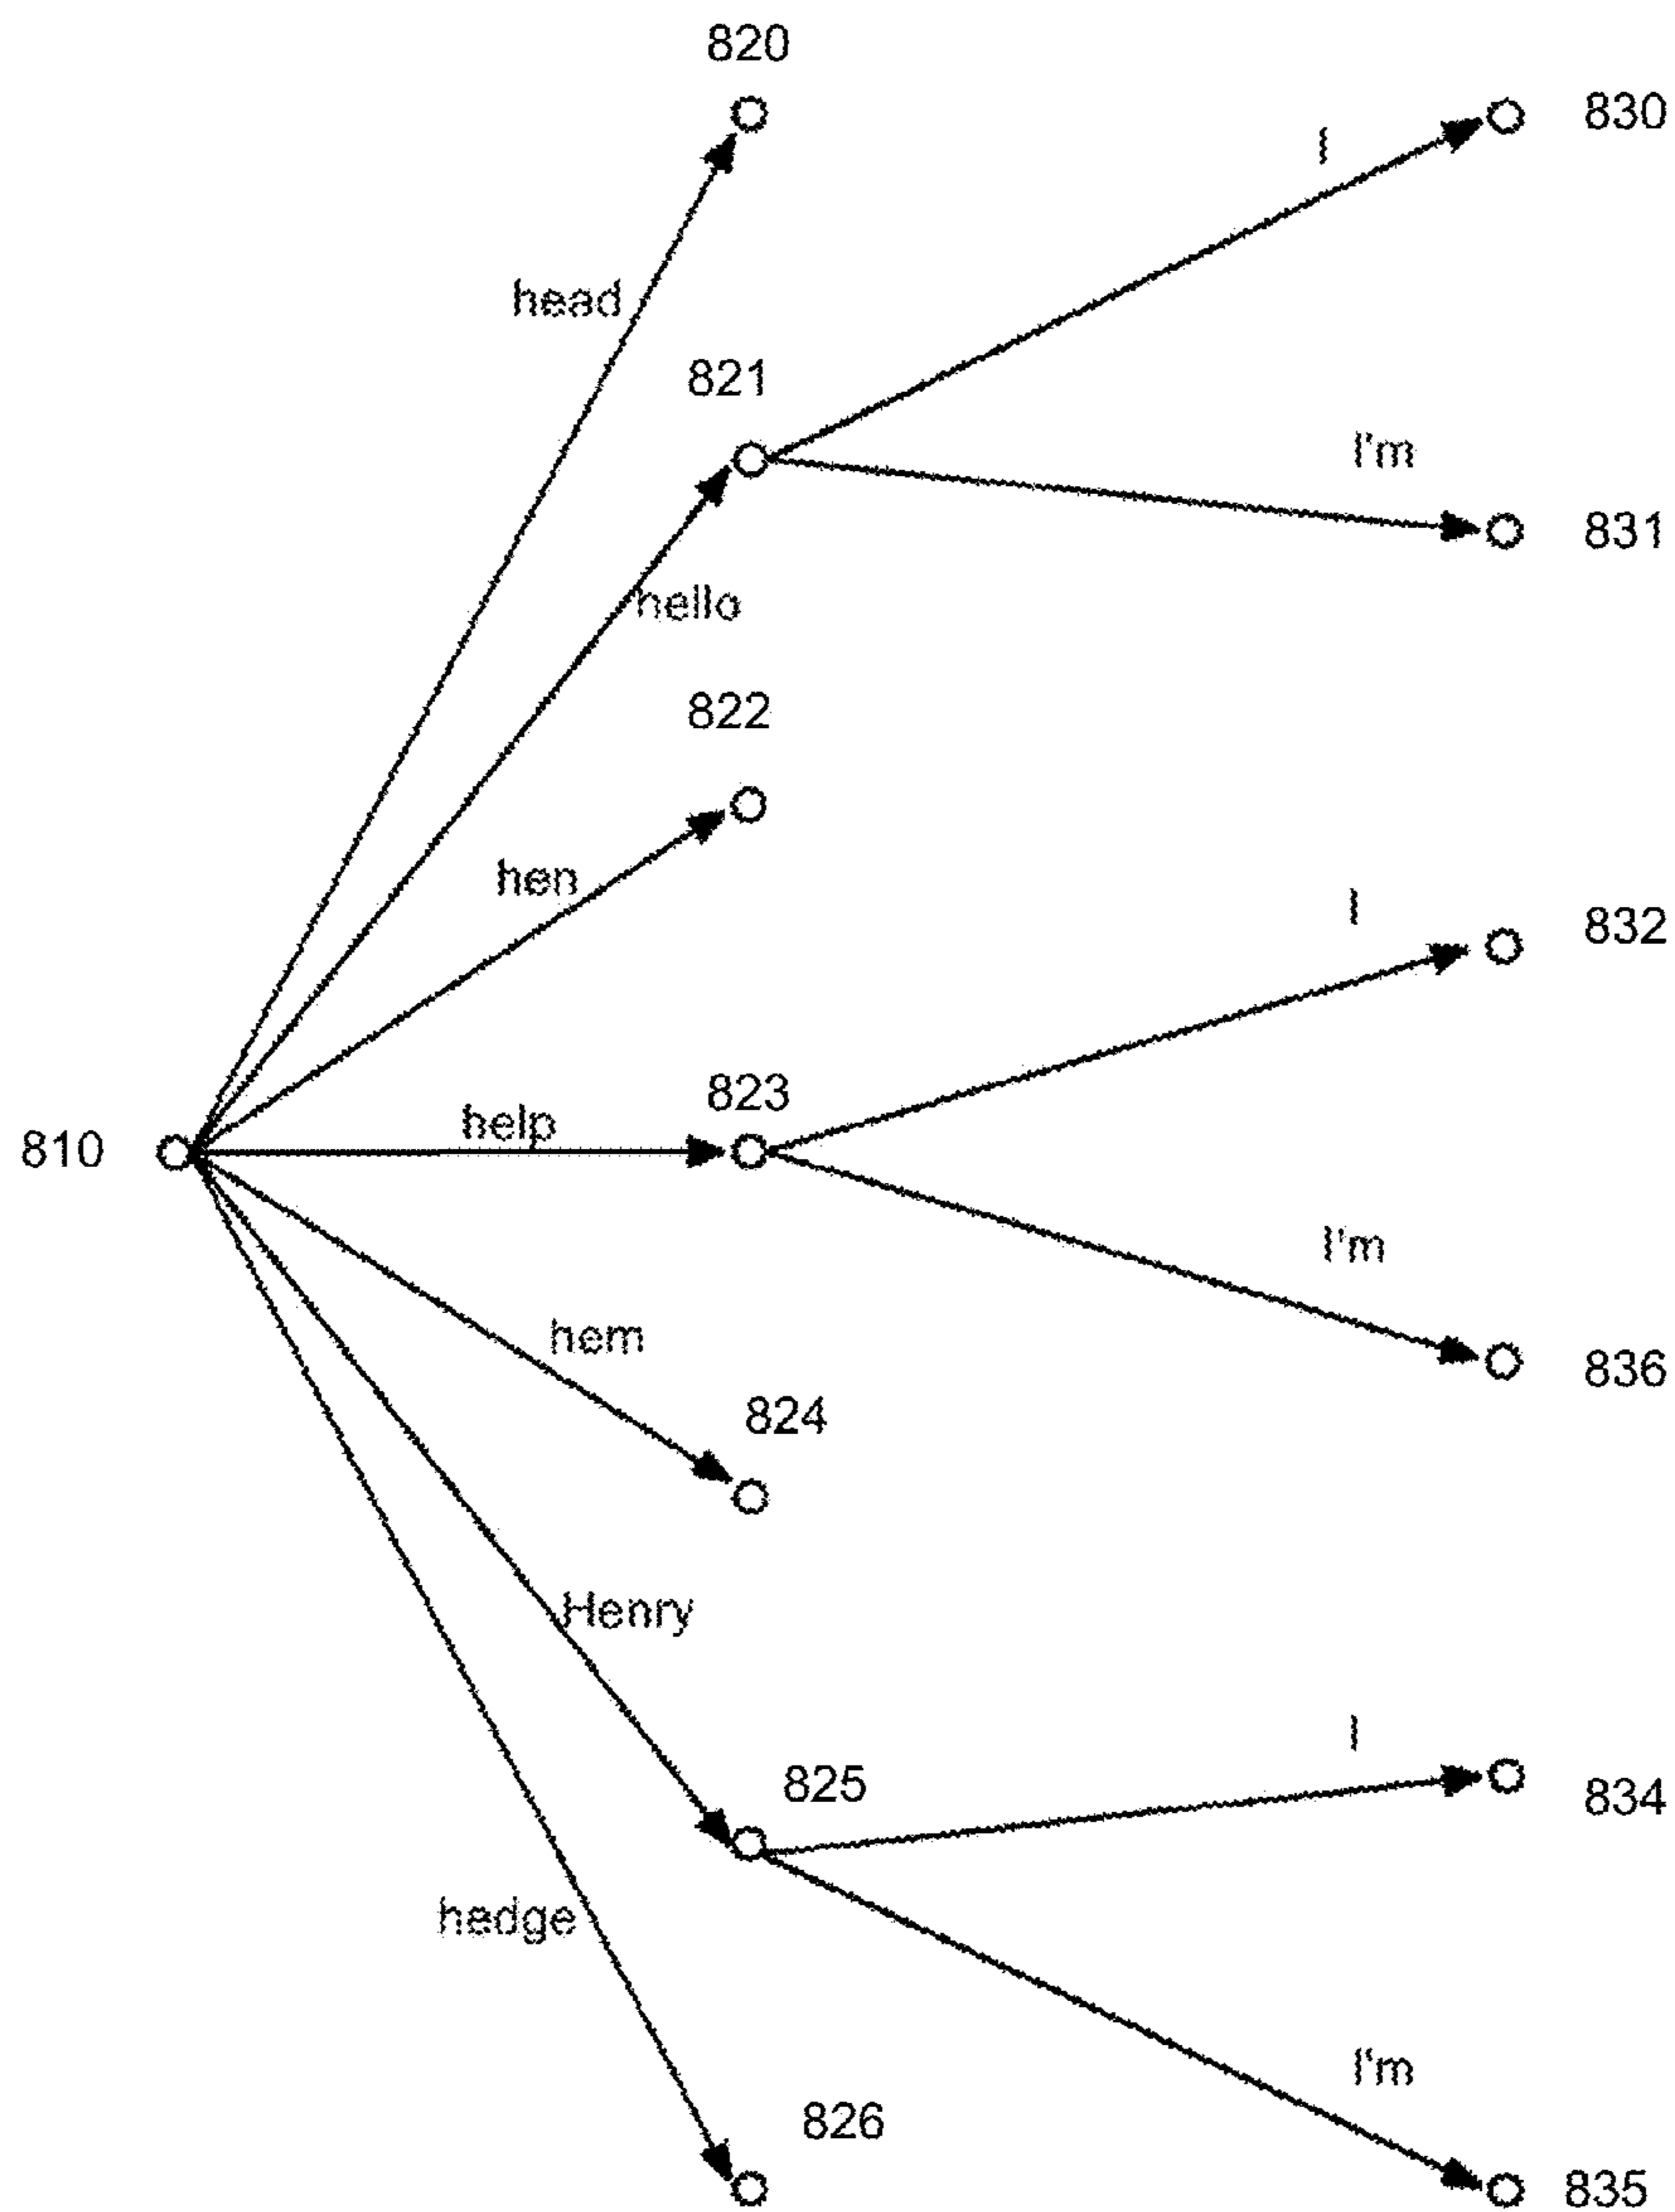 820
830
I
head
821
I'm
831
hello
822
hen
I
832
823
help
810
I'm
hem
836
824
Henry
I
825
834
hedge
I'm
826
835